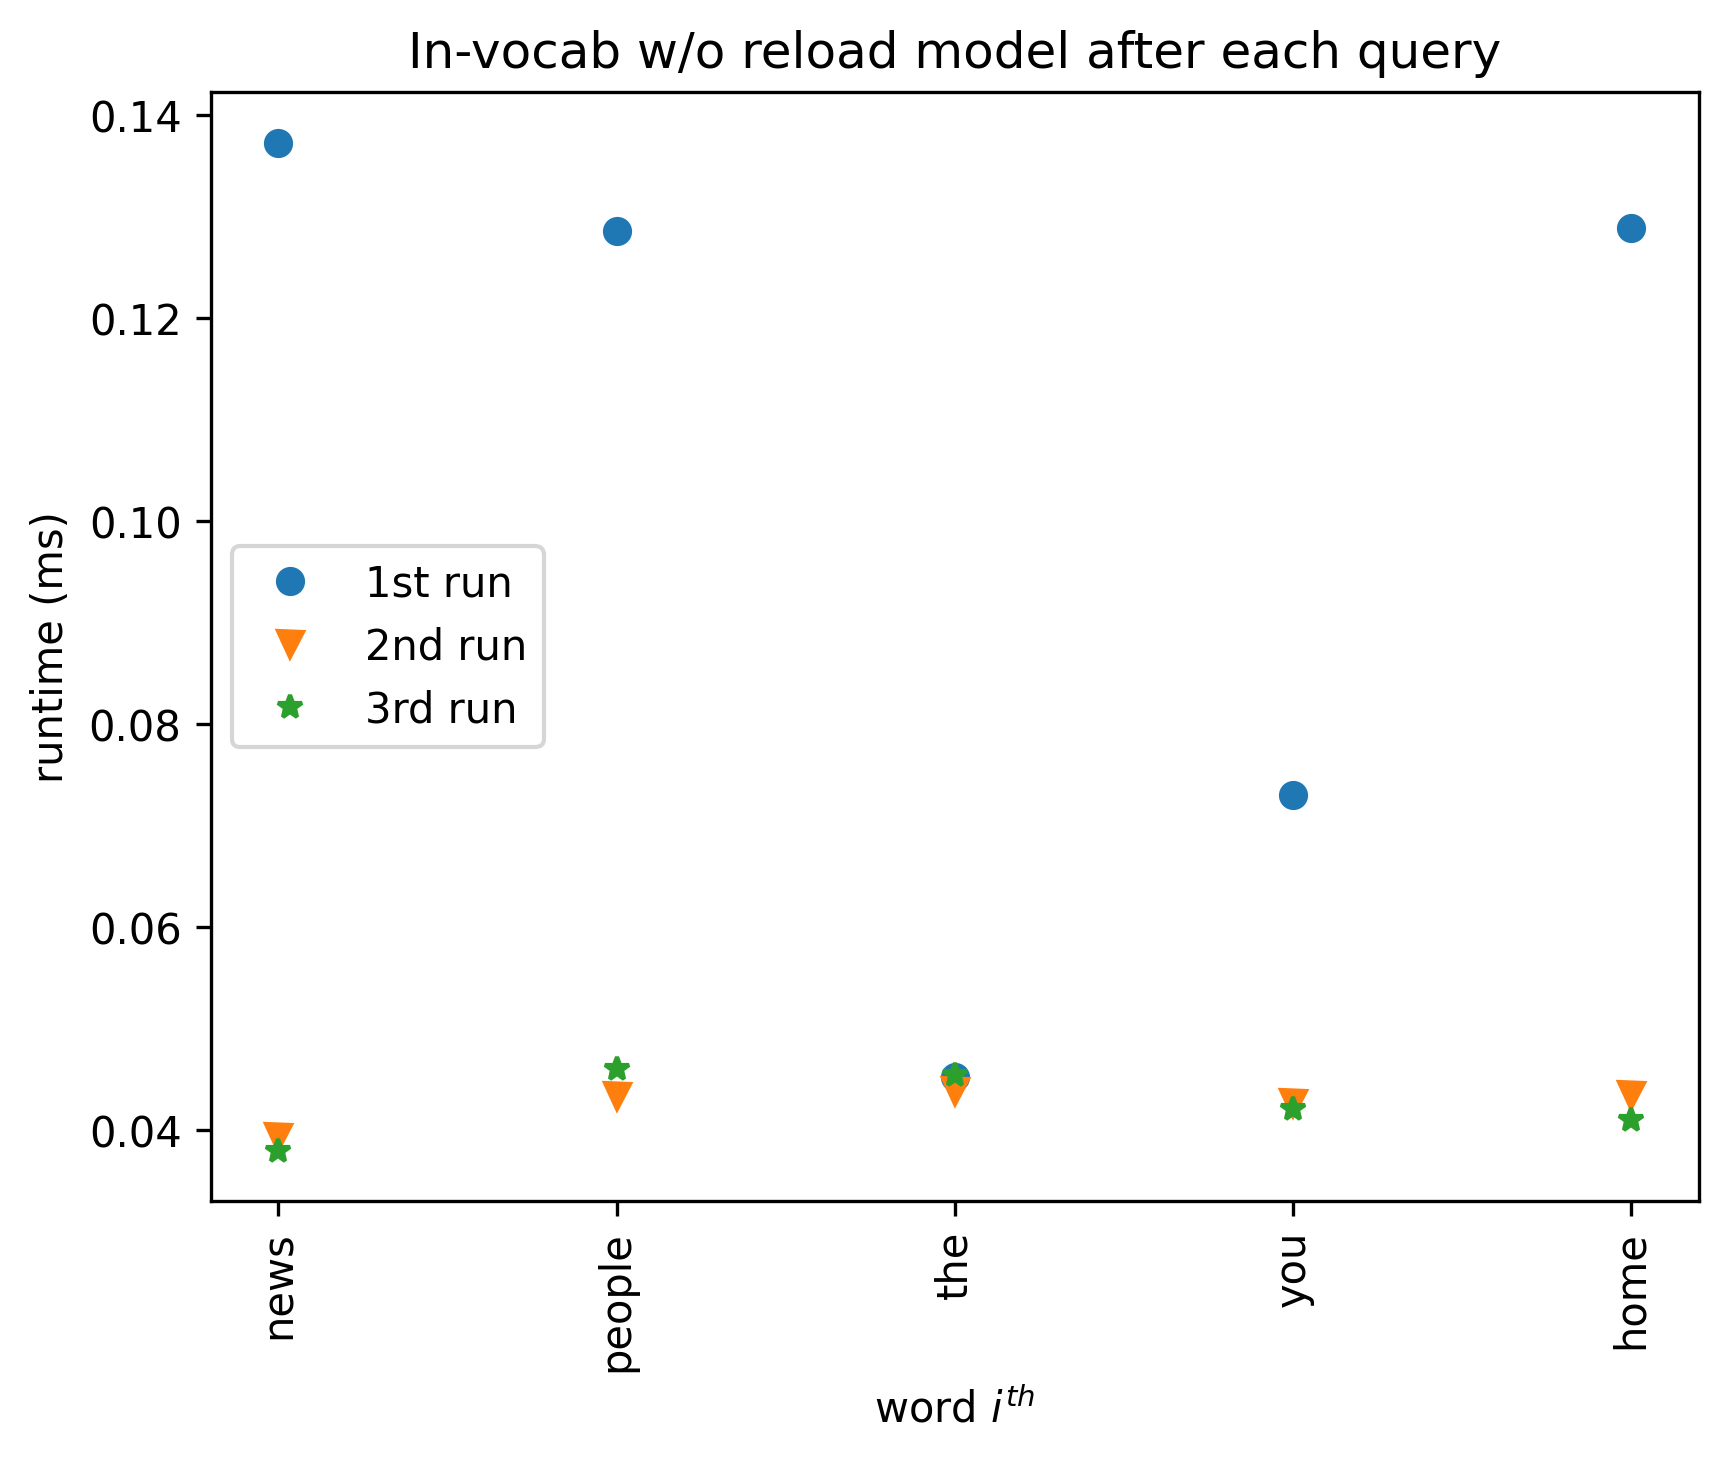 In-vocab w/o reload model after each query
0.14
0.12
0.10
0.08
0.06
0.04
runtime (ms)
1st run
2nd run
3rd run
news
people
the
you
home
word i^th